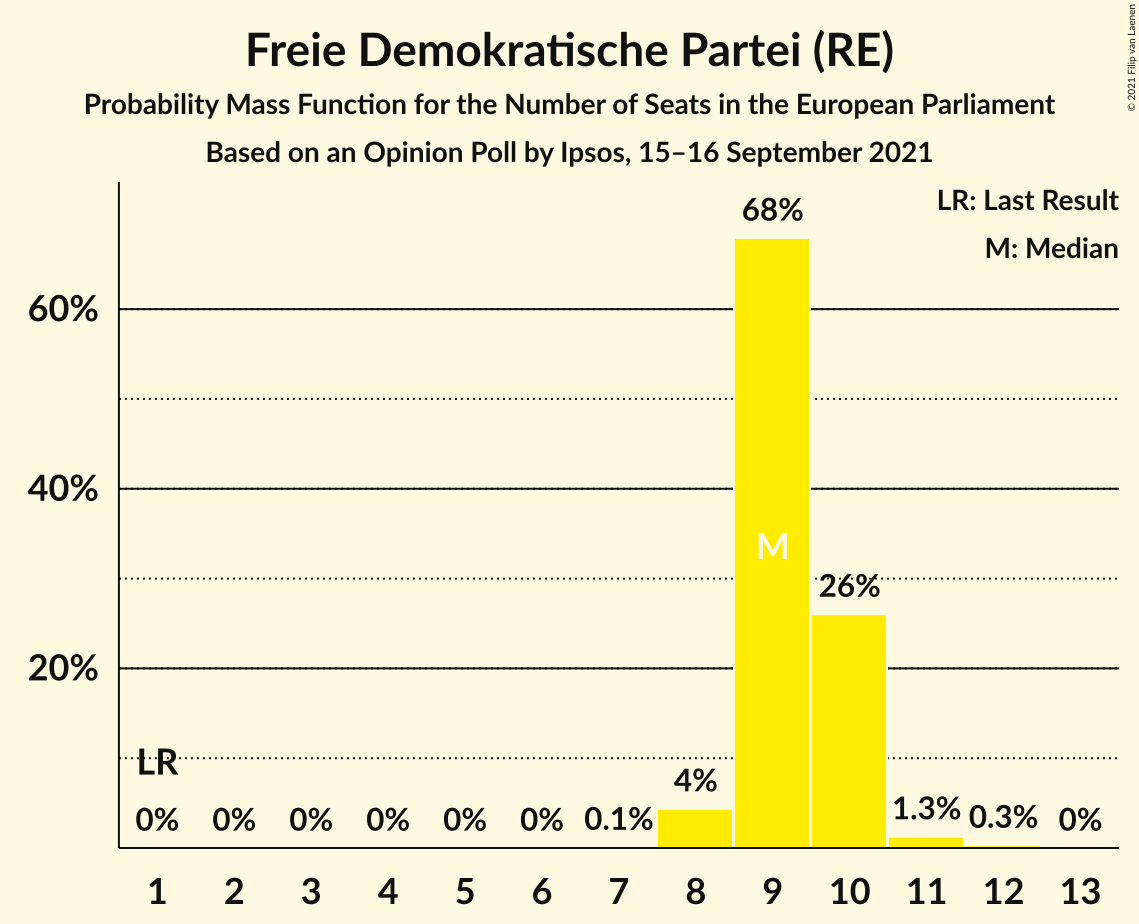 Freie Demokratische Partei (RE)
Probability Mass Function for the Number of Seats in the European Parliament
Based on an Opinion Poll by Ipsos, 15–16 September 2021
© 2021 Filip van Laenen
LR: Last Result
M: Median
68%
60%
40%
M
26%
20%
LR
4%
0% 0% 0% 0% 0% 0% 0.1% 1.3% 0.3% 0%
1 2 3 4 5 6 7 8 9 10 11 12 13